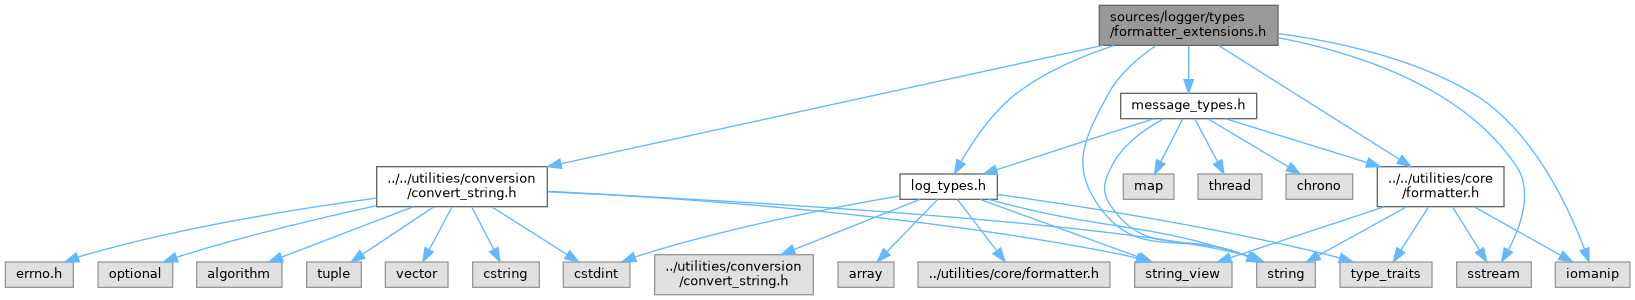 sources/logger/types
/formatter_extensions.h
message_types.h
../../utilities/conversion
/convert_string.h
log_types.h
map
thread
chrono
../../utilities/core
/formatter.h
errno.h
optional
algorithm
tuple
vector
cstring
cstdint
../utilities/conversion
/convert_string.h
array
../utilities/core/formatter.h
string_view
string
type_traits
sstream
iomanip